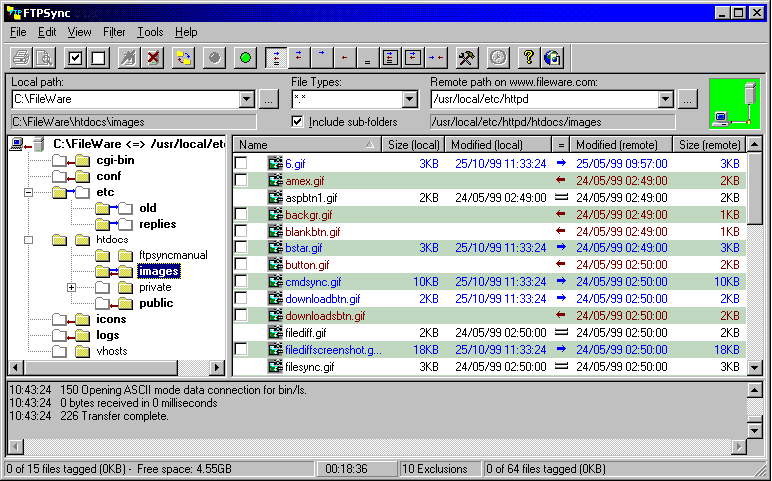 FTPSync
File Edit View Filter Tools Help
Local path: File Types: Remote path on www.fileware.com:
C:\FileWare *.* /usr/local/etc/httpd
C:\FileWare\htdocs\images Include sub-folders /usr/local/etc/httpd/htdocs/images
C:\FileWare <=> /usr/local/etc
cgi-bin
conf
etc
old
replies
htdocs
ftpsyncmanual
images
private
public
icons
logs
vhosts
Name Size (local) Modified (local) = Modified (remote) Size (remote)
6.gif 3KB 25/10/99 11:33:24 25/05/99 09:57:00 3KB
amex.gif 24/05/99 02:49:00 2KB
aspbtn1.gif 2KB 24/05/99 02:49:00 24/05/99 02:49:00 2KB
backgr.gif 24/05/99 02:49:00 1KB
blankbtn.gif 24/05/99 02:49:00 1KB
bstar.gif 3KB 25/10/99 11:33:24 24/05/99 02:49:00 3KB
button.gif 24/05/99 02:50:00 2KB
cmdsync.gif 10KB 25/10/99 11:33:24 24/05/99 02:50:00 10KB
downloadbtn.gif 2KB 25/10/99 11:33:24 24/05/99 02:50:00 2KB
downloadsbtn.gif 24/05/99 02:50:00 2KB
filediff.gif 2KB 24/05/99 02:50:00 24/05/99 02:50:00 2KB
filediffscreenshot.g... 18KB 25/10/99 11:33:24 24/05/99 02:50:00 18KB
filesync.gif 3KB 24/05/99 02:50:00 24/05/99 02:50:00 3KB
10:43:24 150 Opening ASCII mode data connection for bin/ls.
10:43:24 0 bytes received in 0 milliseconds
10:43:24 226 Transfer complete.
0 of 15 files tagged (0KB) - Free space: 4.55GB 00:18:36 10 Exclusions 0 of 64 files tagged (0KB)